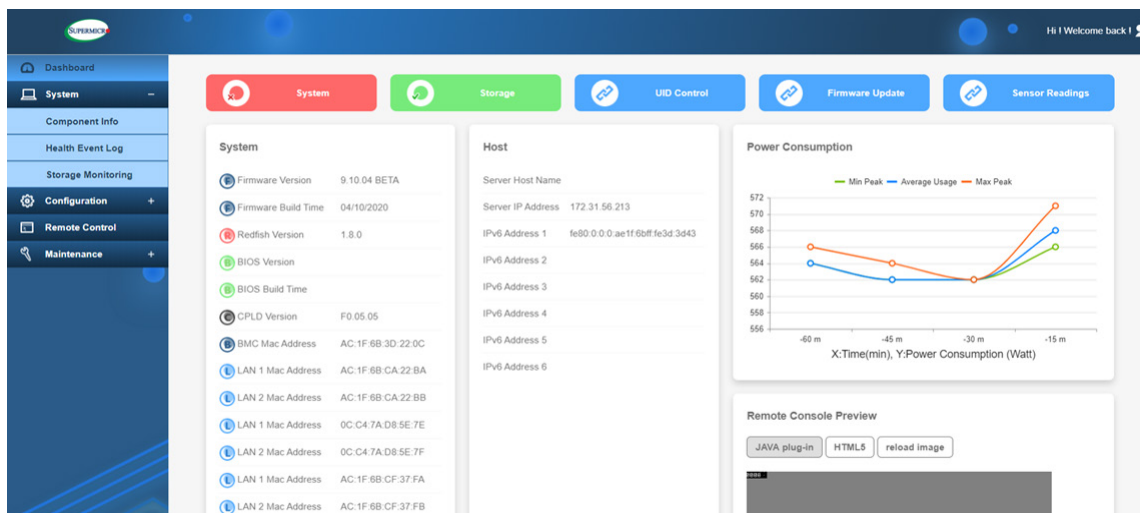 SUPERMICR
Hi ! Welcome back !
Dashboard
System −
Component Info
Health Event Log
Storage Monitoring
Configuration +
Remote Control
Maintenance +
System
Storage
UID Control
Firmware Update
Sensor Readings
System
Firmware Version 9.10.04 BETA
Firmware Build Time 04/10/2020
Redfish Version 1.8.0
BIOS Version
BIOS Build Time
CPLD Version F0.05.05
BMC Mac Address AC:1F:6B:3D:22:0C
LAN 1 Mac Address AC:1F:6B:CA:22:BA
LAN 2 Mac Address AC:1F:6B:CA:22:BB
LAN 1 Mac Address 0C:C4:7A:D8:5E:7E
LAN 2 Mac Address 0C:C4:7A:D8:5E:7F
LAN 1 Mac Address AC:1F:6B:CF:37:FA
LAN 2 Mac Address AC:1F:6B:CF:37:FB
Host
Server Host Name
Server IP Address 172.31.56.213
IPv6 Address 1 fe80:0:0:0:ae1f:6bff:fe3d:3d43
IPv6 Address 2
IPv6 Address 3
IPv6 Address 4
IPv6 Address 5
IPv6 Address 6
Power Consumption
Min Peak Average Usage Max Peak
572
570
568
566
564
562
560
558
556
-60 m -45 m -30 m -15 m
X:Time(min), Y:Power Consumption (Watt)
Remote Console Preview
JAVA plug-in HTML5 reload image